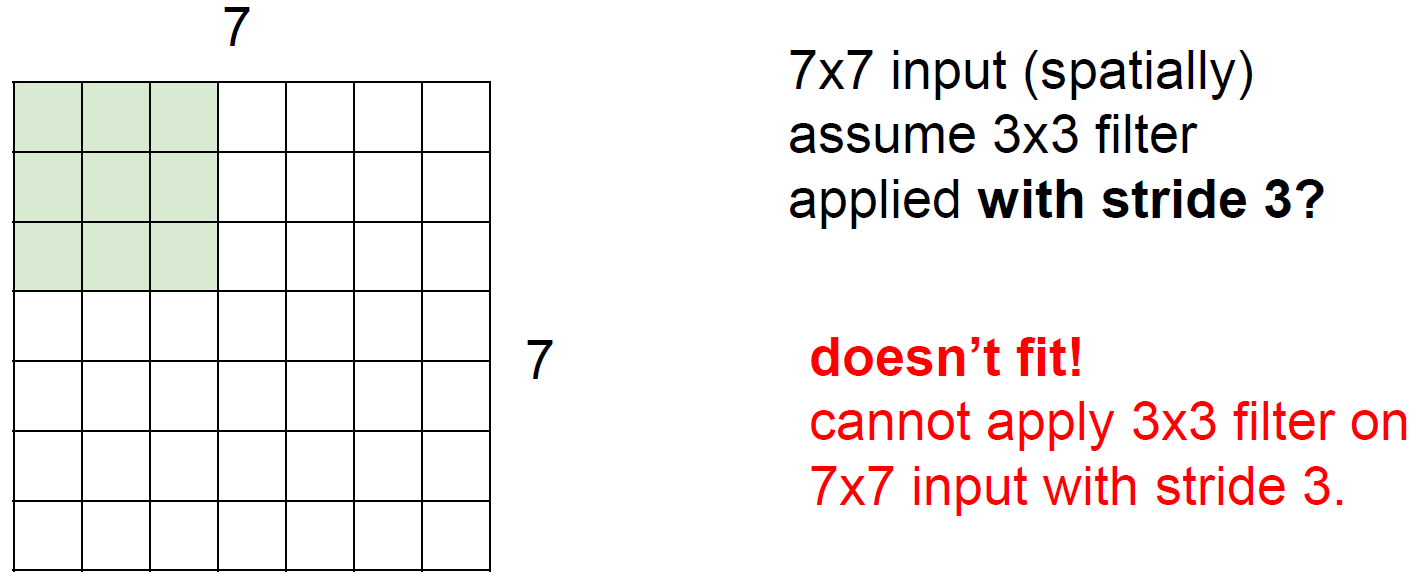 7
7
7x7 input (spatially)
assume 3x3 filter
applied with stride 3?
doesn’t fit!
cannot apply 3x3 filter on
7x7 input with stride 3.